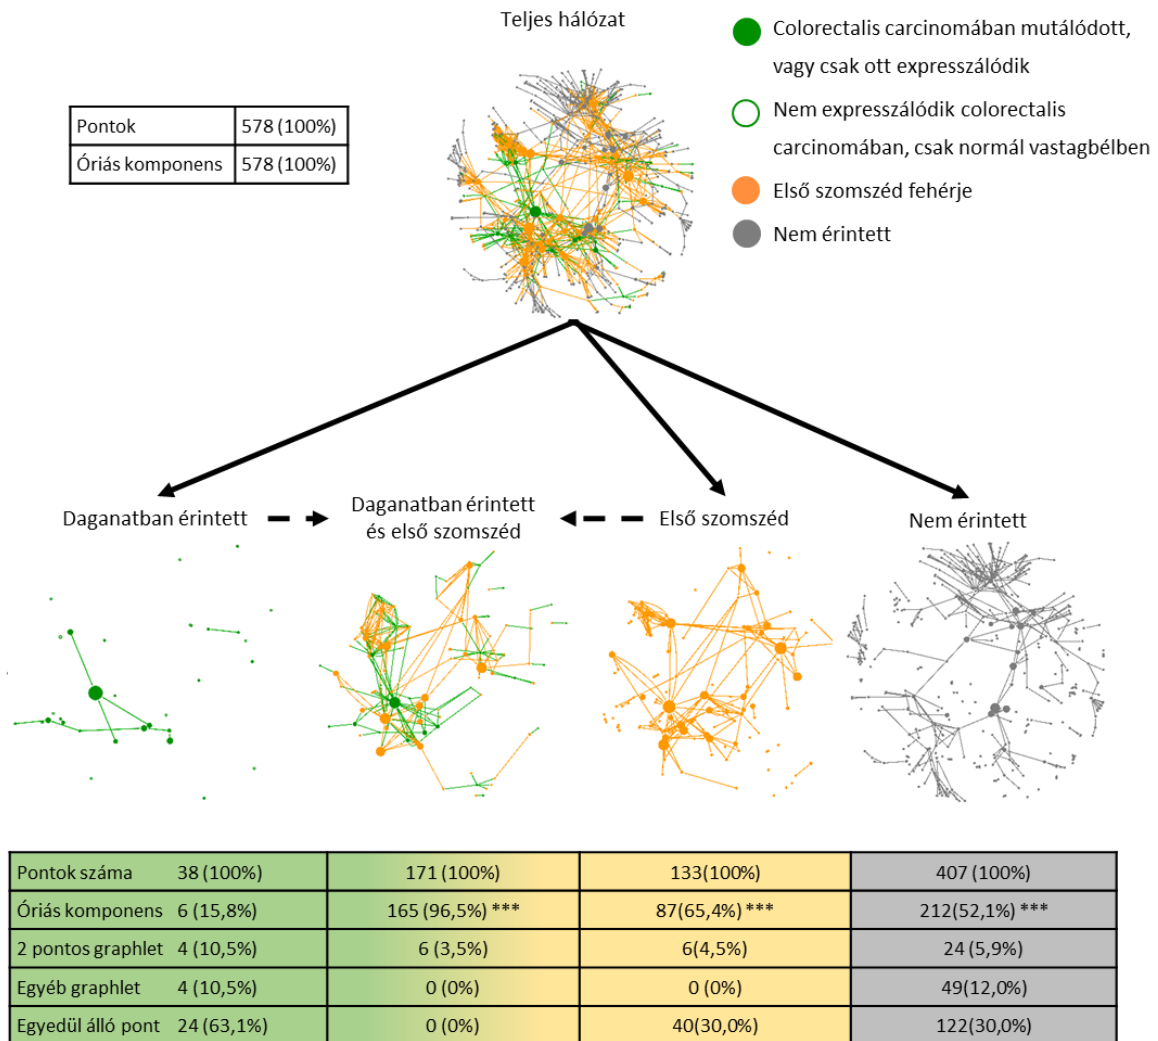 Teljes hálózat
Colorectalis carcinomában mutálódott,
vagy csak ott expresszálódik
Nem expresszálódik colorectalis
carcinomában, csak normál vastagbélben
Első szomszéd fehérje
Nem érintett
Pontok 578 (100%)
Óriás komponens 578 (100%)
Daganatban érintett
Daganatban érintett
és első szomszéd
Első szomszéd
Nem érintett
Pontok száma 38 (100%) 171 (100%) 133(100%) 407 (100%)
Óriás komponens 6 (15,8%) 165 (96,5%) *** 87(65,4%) *** 212(52,1%) ***
2 pontos graphlet 4 (10,5%) 6 (3,5%) 6(4,5%) 24 (5,9%)
Egyéb graphlet 4 (10,5%) 0 (0%) 0 (0%) 49(12,0%)
Egyedül álló pont 24 (63,1%) 0 (0%) 40(30,0%) 122(30,0%)